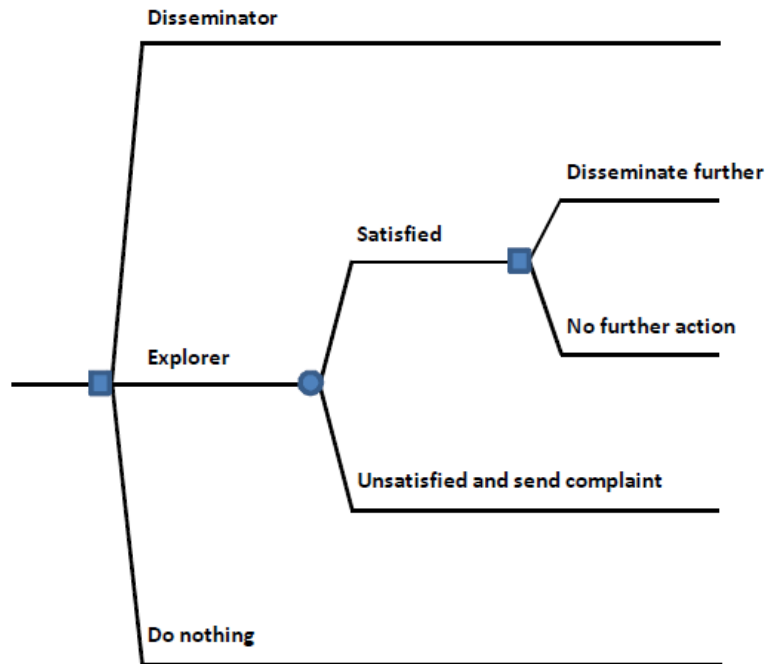 Disseminator
Disseminate further
Satisfied
No further action
Explorer
Unsatisfied and send complaint
Do nothing